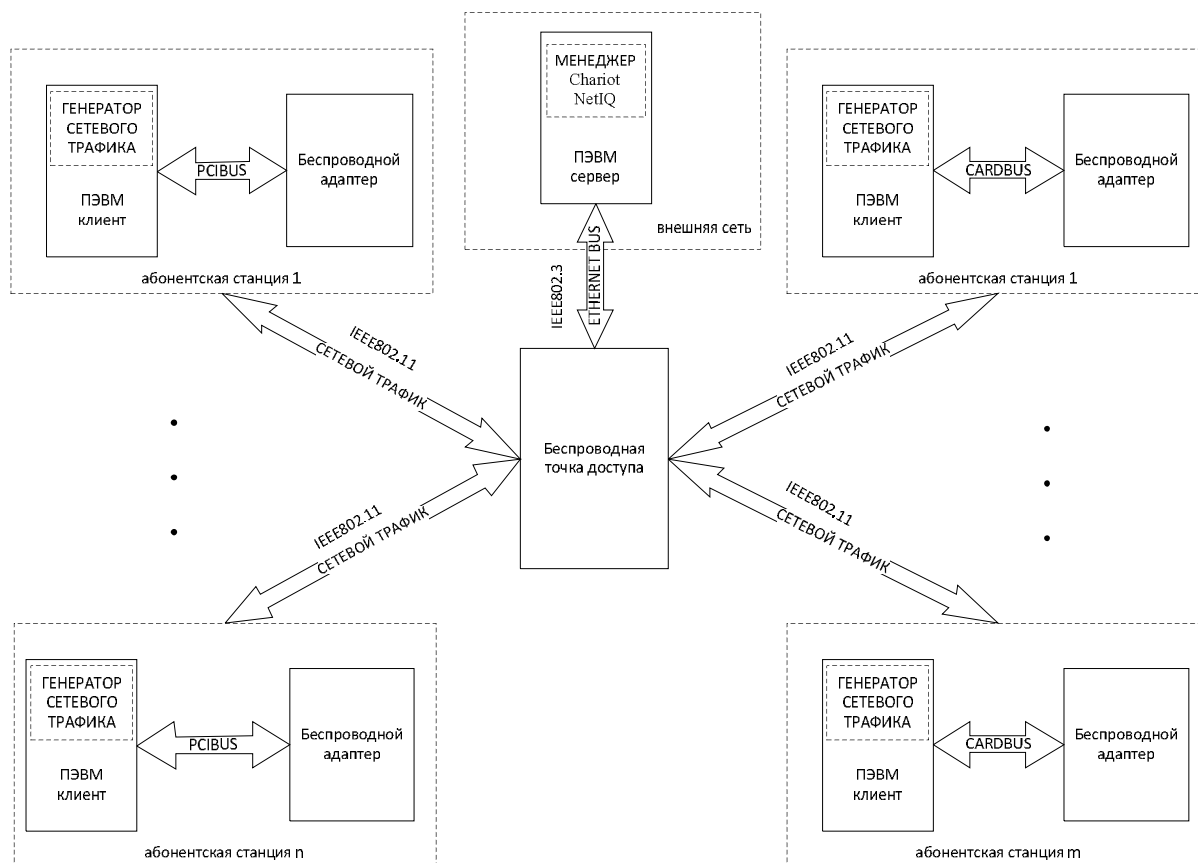 ГЕНЕРАТОР
СЕТЕВОГО
ТРАФИКА
ПЭВМ
клиент
PCIBUS
Беспроводной
адаптер
абонентская станция 1
МЕНЕДЖЕР
Chariot
NetIQ
ПЭВМ
сервер
внешняя сеть
IEEE802.3
ETHERNET BUS
ГЕНЕРАТОР
СЕТЕВОГО
ТРАФИКА
ПЭВМ
клиент
CARDBUS
Беспроводной
адаптер
абонентская станция 1
IEEE802.11
СЕТЕВОЙ ТРАФИК
IEEE802.11
СЕТЕВОЙ ТРАФИК
Беспроводная
точка доступа
IEEE802.11
СЕТЕВОЙ ТРАФИК
IEEE802.11
СЕТЕВОЙ ТРАФИК
ГЕНЕРАТОР
СЕТЕВОГО
ТРАФИКА
ПЭВМ
клиент
PCIBUS
Беспроводной
адаптер
абонентская станция n
ГЕНЕРАТОР
СЕТЕВОГО
ТРАФИКА
ПЭВМ
клиент
CARDBUS
Беспроводной
адаптер
абонентская станция m